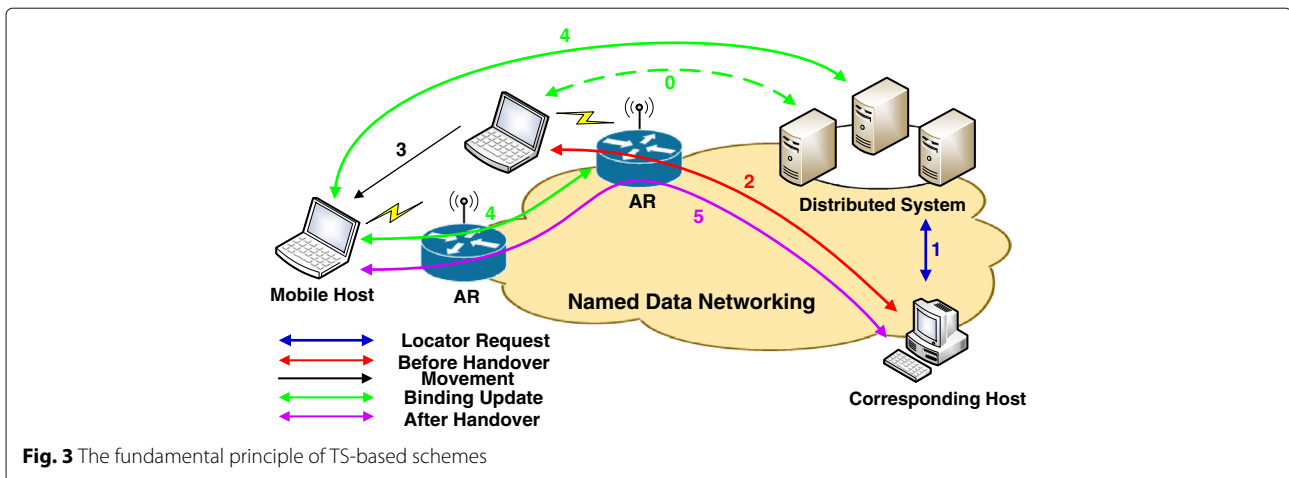 4
0
3
2
AR
Distributed System
4
5
1
AR
Mobile Host
Named Data Networking
Locator Request
Before Handover
Movement
Binding Update
After Handover
Corresponding Host
Fig. 3 The fundamental principle of TS-based schemes